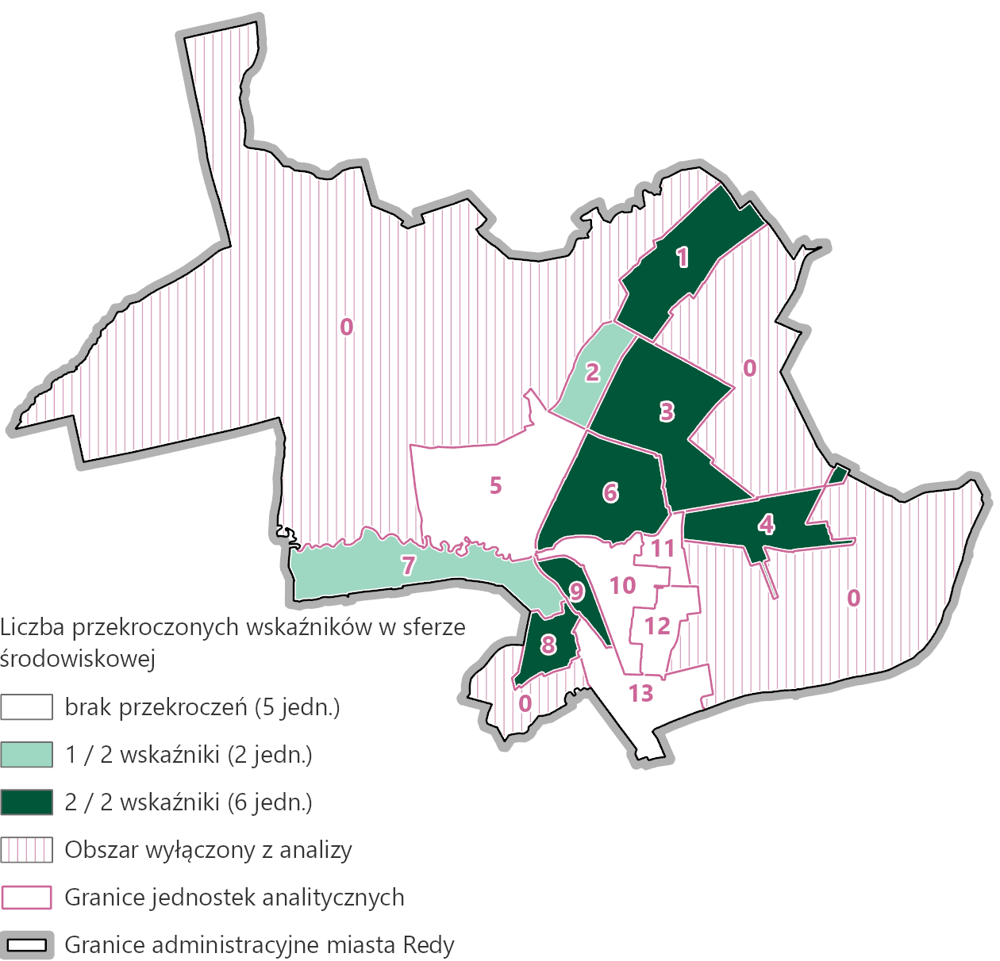 1
0
2
0
3
5
6
4
11
7
10
9
0
12
8
13
0
Liczba przekroczonych wskaźników w sferze
środowiskowej
brak przekroczeń (5 jedn.)
1 / 2 wskaźniki (2 jedn.)
2 / 2 wskaźniki (6 jedn.)
Obszar wyłączony z analizy
Granice jednostek analitycznych
Granice administracyjne miasta Redy